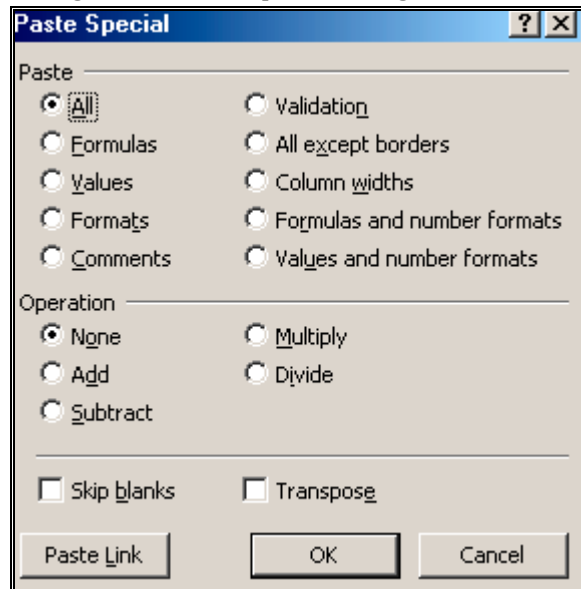 Paste Special
Paste
All
Validation
Formulas
All except borders
Values
Column widths
Formats
Formulas and number formats
Comments
Values and number formats
Operation
None
Multiply
Add
Divide
Subtract
Skip blanks
Transpose
Paste Link
OK
Cancel